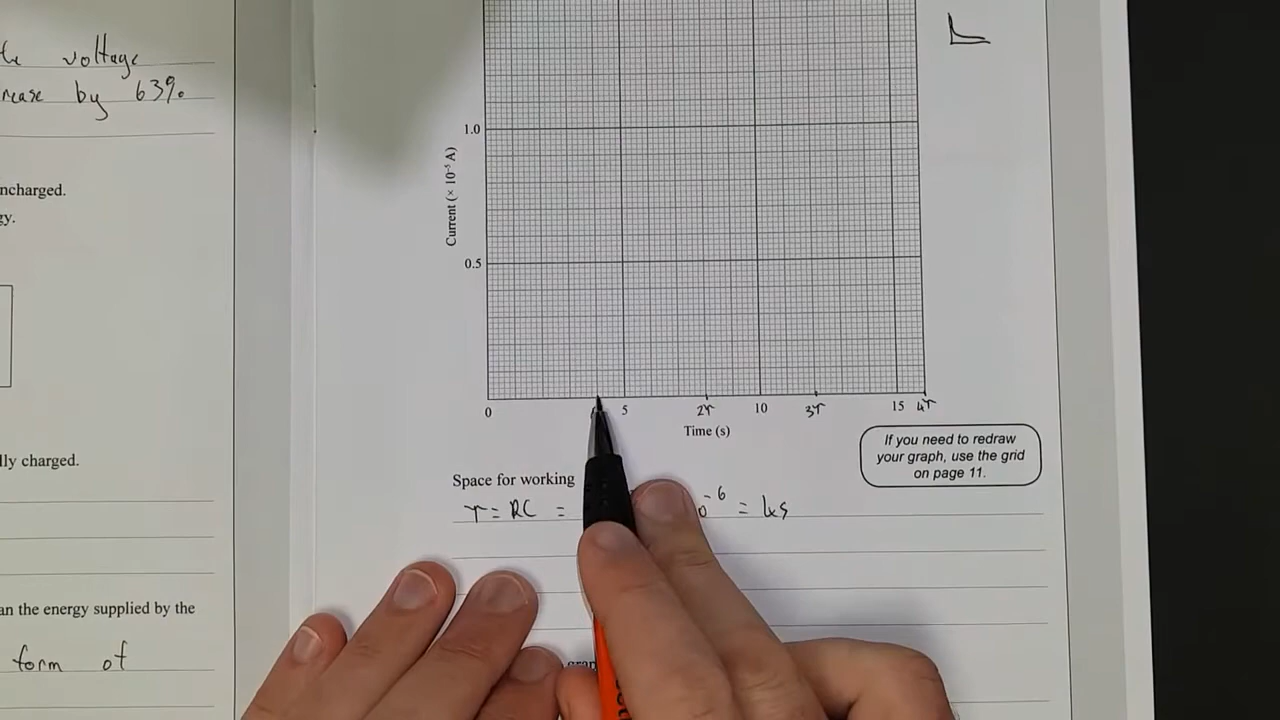 the voltage
rease by 63%.
ncharged.
gy.
lly charged.
an the energy supplied by the
form of
1.0
Current (× 10⁻⁵ A)
0.5
0 5 2τ 10 3τ 15 4τ
Time (s)
If you need to redraw
your graph, use the grid
on page 11.
Space for working
τ = RC = 0⁻⁶ = 4s